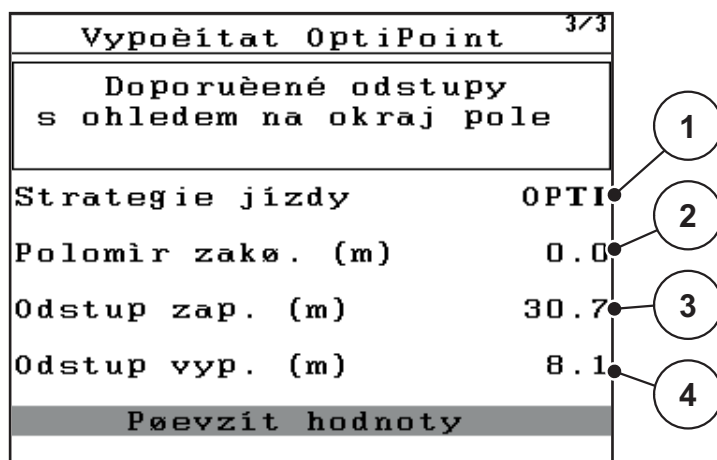 Vypoèítat OptiPoint 3/3
Doporuèené odstupy
s ohledem na okraj pole
Strategie jízdy OPTI 1
Polomìr zakø. (m) 0.0 2
Odstup zap. (m) 30.7 3
Odstup vyp. (m) 8.1 4
Pøevzít hodnoty